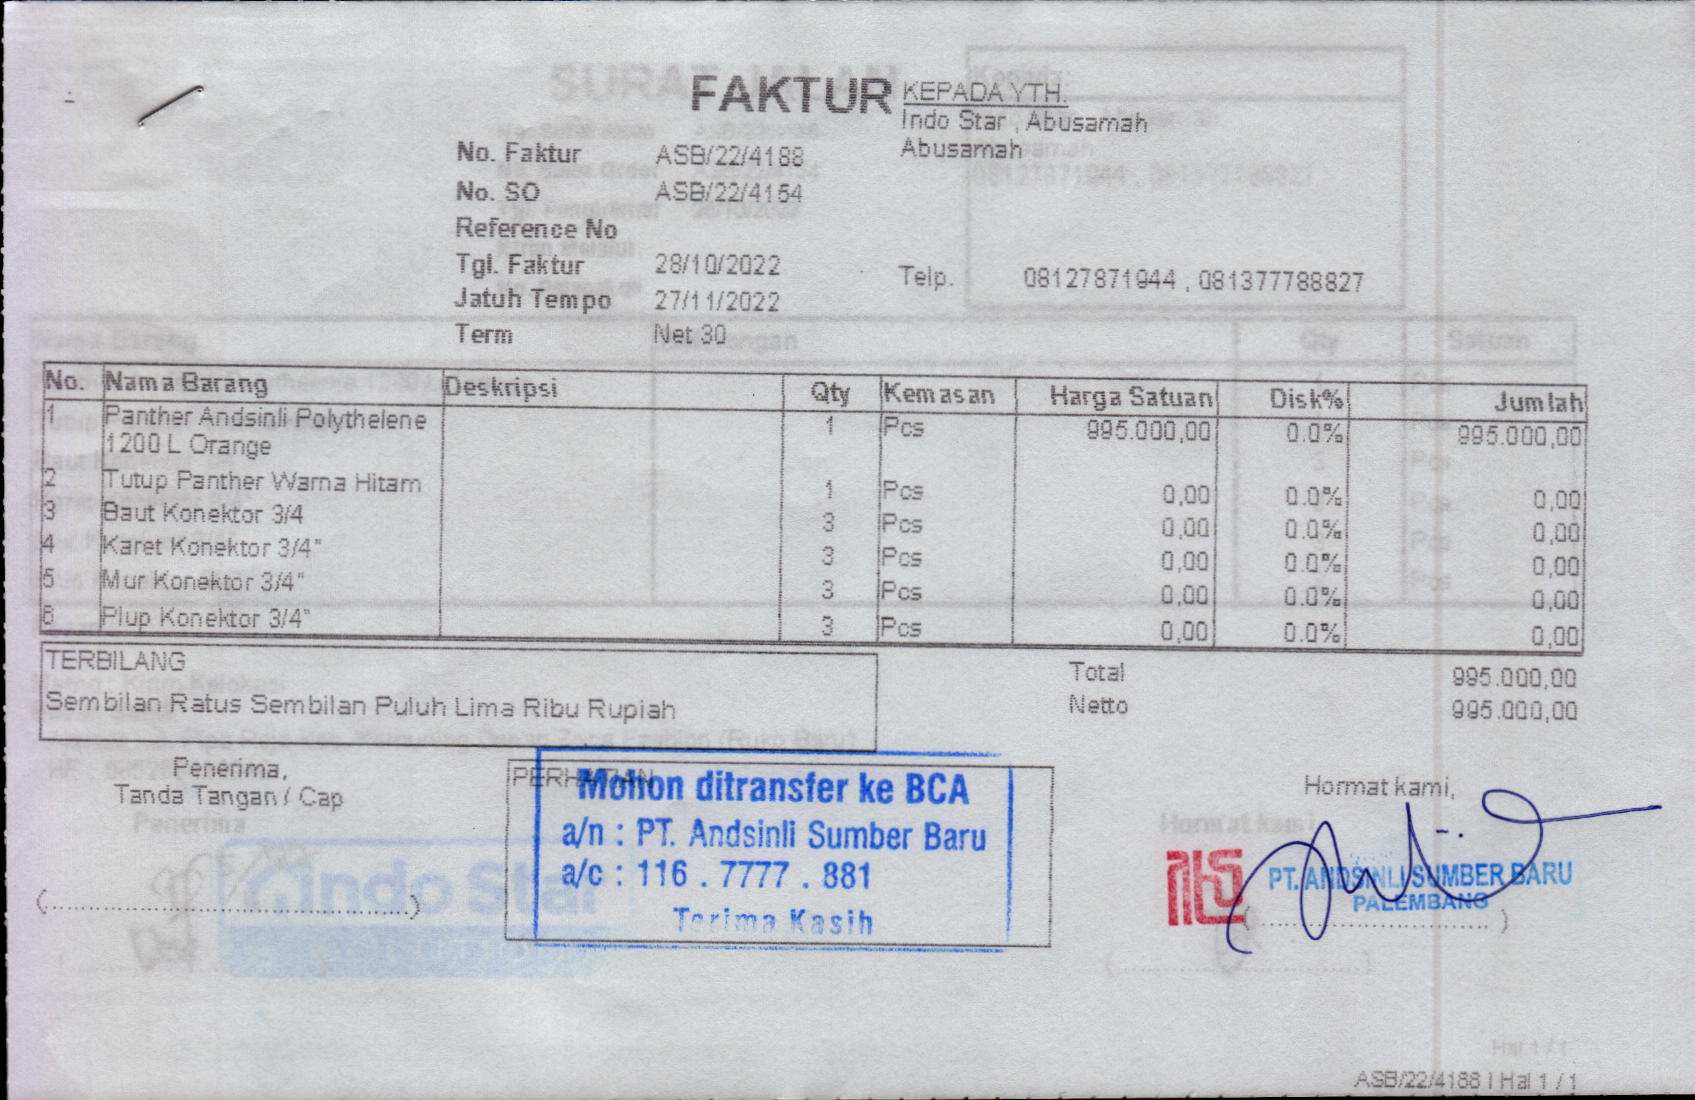 FAKTUR
KEPADA YTH.
Indo Star , Abusamah
Abusamah
No. Faktur ASB/22/4188
No. SO ASB/22/4154
Reference No
Tgl. Faktur 28/10/2022
Telp. 08127871944 , 081377788827
Jatuh Tempo 27/11/2022
Term Net 30
No. Nama Barang Deskripsi Qty Kemasan Harga Satuan Disk% Jumlah
1 Panther Andsinli Polythelene 1 Pcs 995.000,00 0.0% 995.000,00
1200 L Orange
2 Tutup Panther Warna Hitam 1 Pcs 0,00 0.0% 0,00
3 Baut Konektor 3/4 3 Pcs 0,00 0.0% 0,00
4 Karet Konektor 3/4" 3 Pcs 0,00 0.0% 0,00
5 Mur Konektor 3/4" 3 Pcs 0,00 0.0% 0,00
6 Plup Konektor 3/4" 3 Pcs 0,00 0.0% 0,00
TERBILANG
Sembilan Ratus Sembilan Puluh Lima Ribu Rupiah
Total 995.000,00
Netto 995.000,00
Penerima,
Tanda Tangan / Cap
PERHATIAN
Mohon ditransfer ke BCA
a/n : PT. Andsinli Sumber Baru
a/c : 116 . 7777 . 881
Terima Kasih
Hormat kami,
PT. ANDSINLI SUMBER BARU
PALEMBANG
Indo Star
ASB/22/4188 | Hal 1 / 1